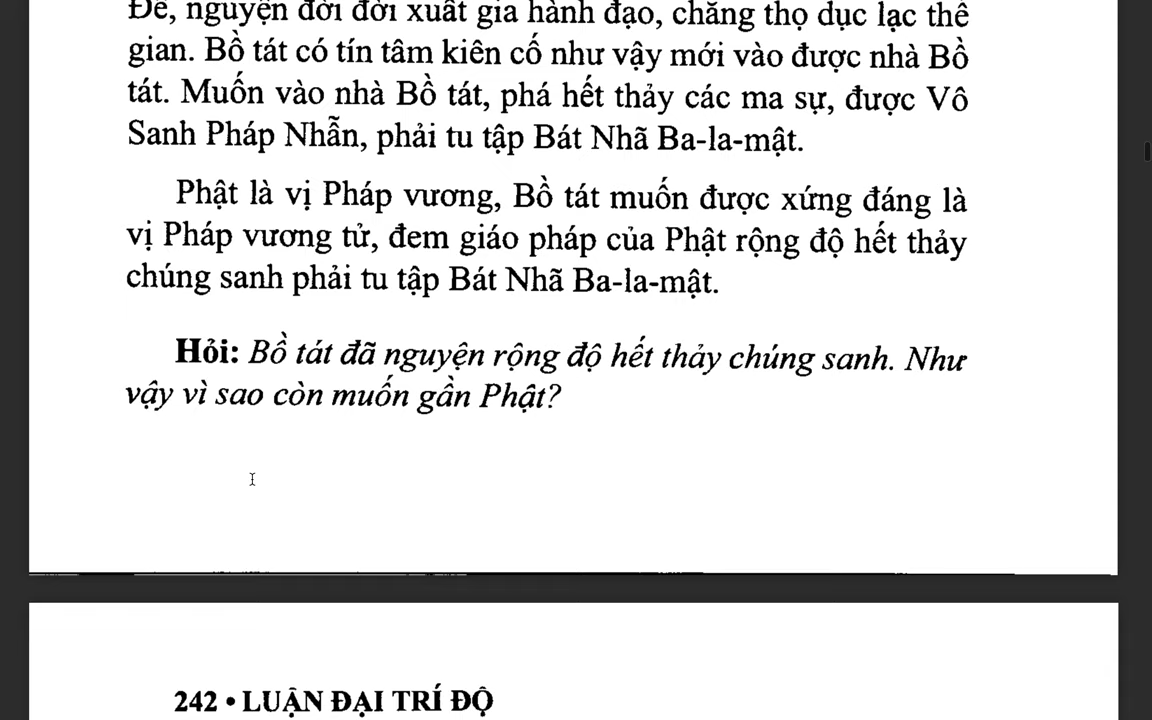 Đế, nguyện đời đời xuất gia hành đạo, chẳng thọ dục lạc thế
gian. Bồ tát có tín tâm kiên cố như vậy mới vào được nhà Bồ
tát. Muốn vào nhà Bồ tát, phá hết thảy các ma sự, được Vô
Sanh Pháp Nhẫn, phải tu tập Bát Nhã Ba-la-mật.
Phật là vị Pháp vương, Bồ tát muốn được xứng đáng là
vị Pháp vương tử, đem giáo pháp của Phật rộng độ hết thảy
chúng sanh phải tu tập Bát Nhã Ba-la-mật.
Hỏi: Bồ tát đã nguyện rộng độ hết thảy chúng sanh. Như
vậy vì sao còn muốn gần Phật?
242 • LUẬN ĐẠI TRÍ ĐỘ